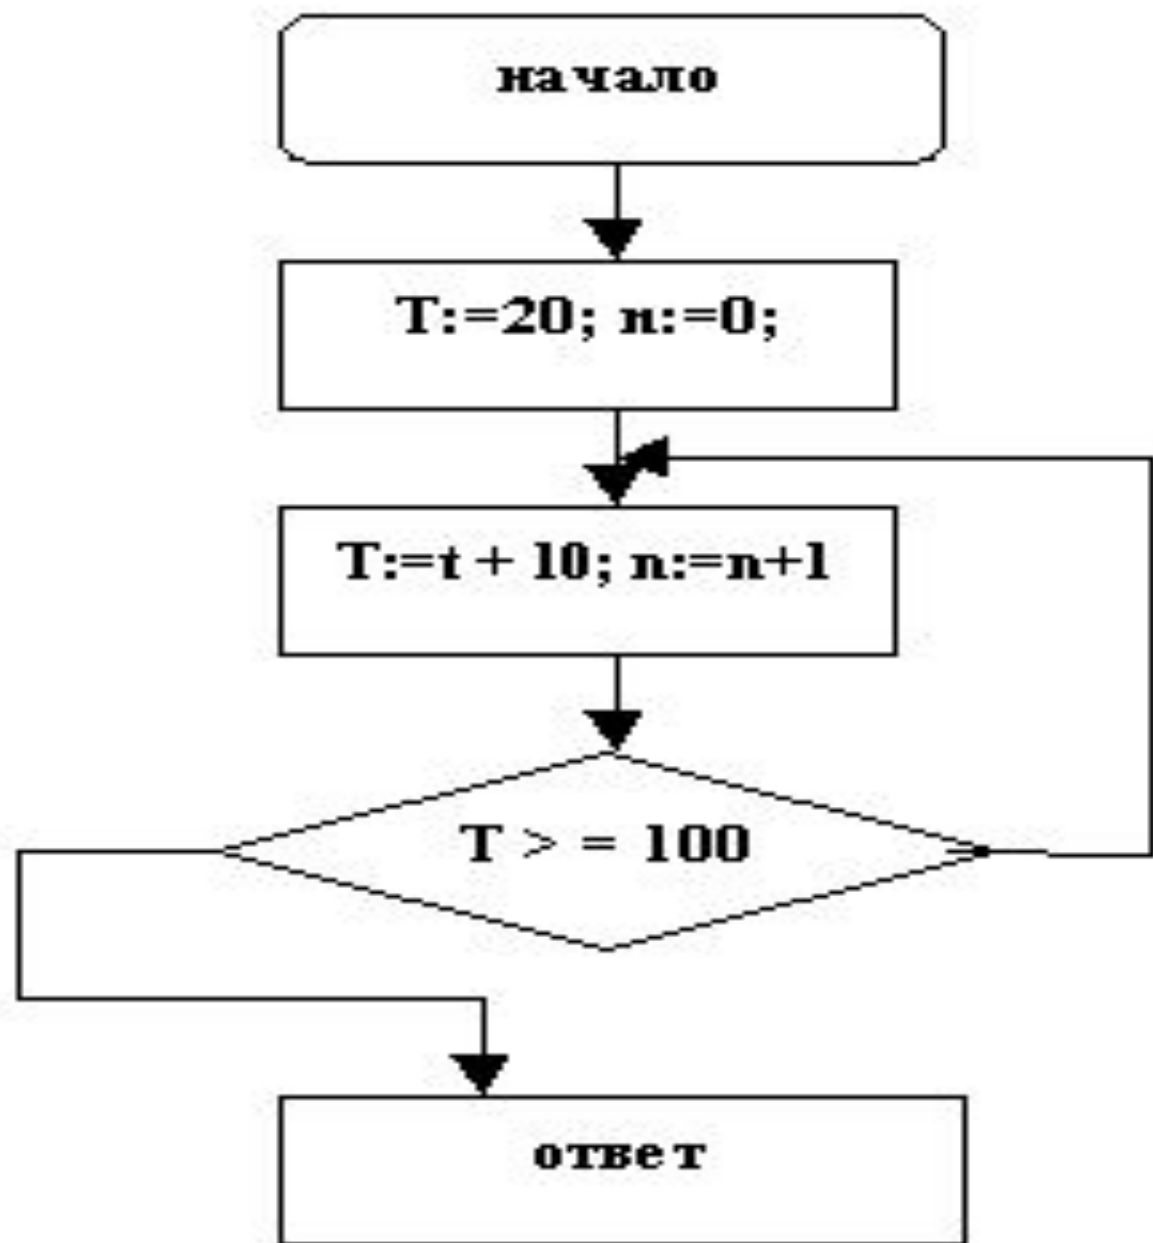 начало
T:=20; n:=0;
T:=t + 10; n:=n+1
T > = 100
ответ